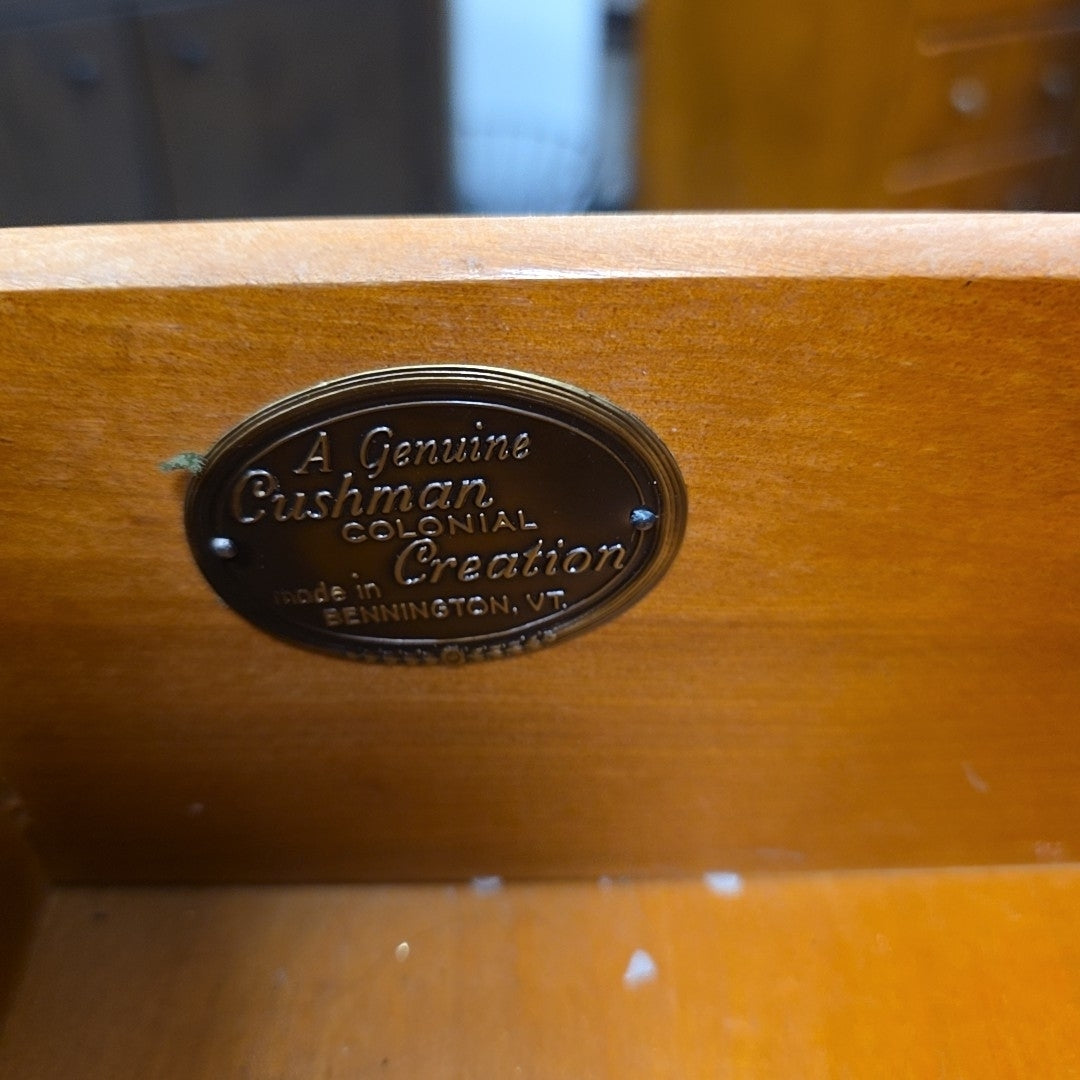 A Genuine
Cushman
COLONIAL
Creation
made in
BENNINGTON, VT.